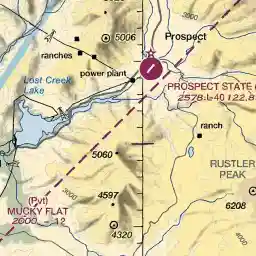 5006
Prospect
ranches
power plant
Lost Creek
Lake
PROSPECT STATE (
2578 L 40 122.8
ranch
5060
RUSTLER
PEAK
4597
6208
(Pvt)
MUCKY FLAT
2000 - 12
4320